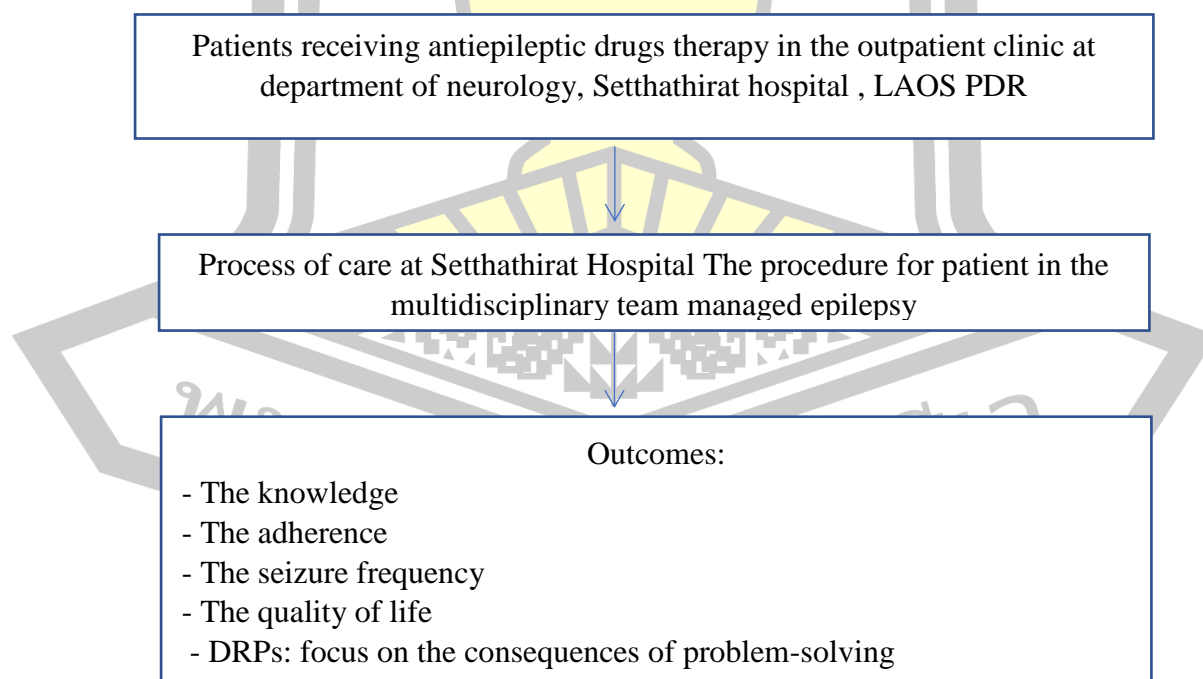 Patients receiving antiepileptic drugs therapy in the outpatient clinic at
department of neurology, Setthathirat hospital , LAOS PDR
Process of care at Setthathirat Hospital The procedure for patient in the
multidisciplinary team managed epilepsy
Outcomes:
- The knowledge
- The adherence
- The seizure frequency
- The quality of life
- DRPs: focus on the consequences of problem-solving